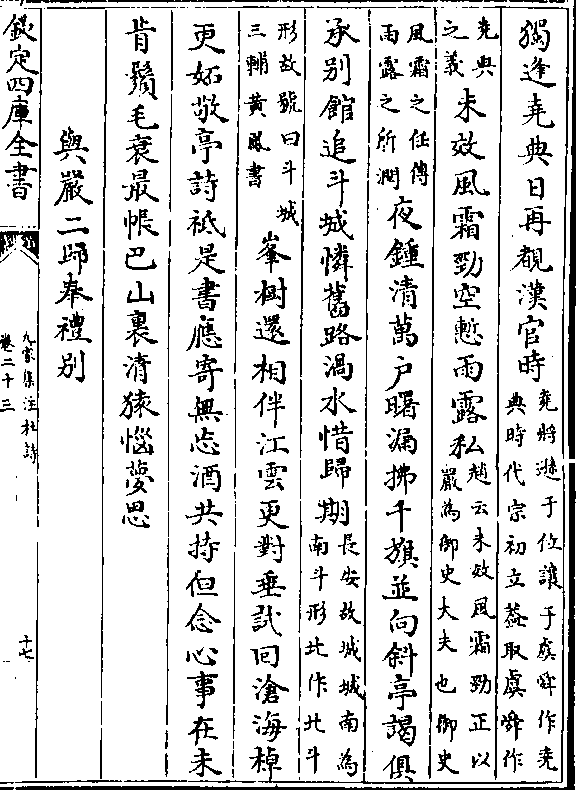 獨逢堯典日再覩漢官時
堯將遜于位讓于虞舜作堯
典時代宗初立葢取虞舜作
堯典
之義
未效風霜勁空慙雨露私
趙云未效風霜勁正以
嚴為御史大夫也御史
風霜之任傅
雨露之所潤
夜鍾清萬户曙漏拂千旗並向斜亭謁俱
承别館追斗城憐舊路渦水惜歸期
長安故城城南為
南斗形北作北斗
形故號曰斗城
三輔黄書
峯樹還相伴江雲更對垂試回滄海棹
更妬敬亭詩祇是書應寄無忘酒共持但念心事在未
肯鬢毛衰最悵巴山裏清猿惱夢思
與嚴二歸奉禮别
欽定四庫全書
九家集注杜詩
卷二十三
十七